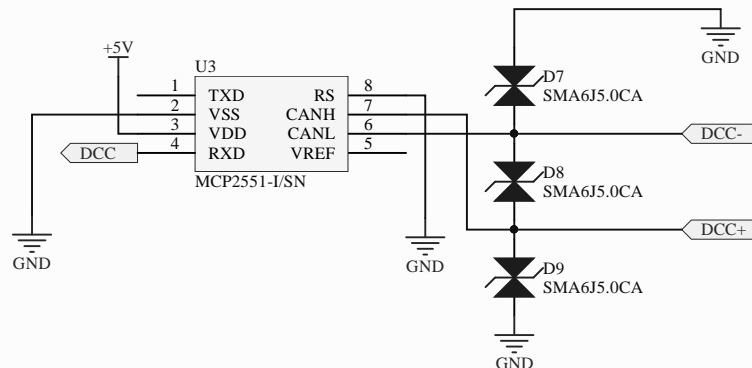 +5V
U3
1 TXD
2 VSS
3 VDD
4 RXD
RS 8
CANH 7
CANL 6
VREF 5
MCP2551-I/SN
DCC
GND
GND
GND
D7
SMA6J5.0CA
DCC-
D8
SMA6J5.0CA
DCC+
D9
SMA6J5.0CA
GND